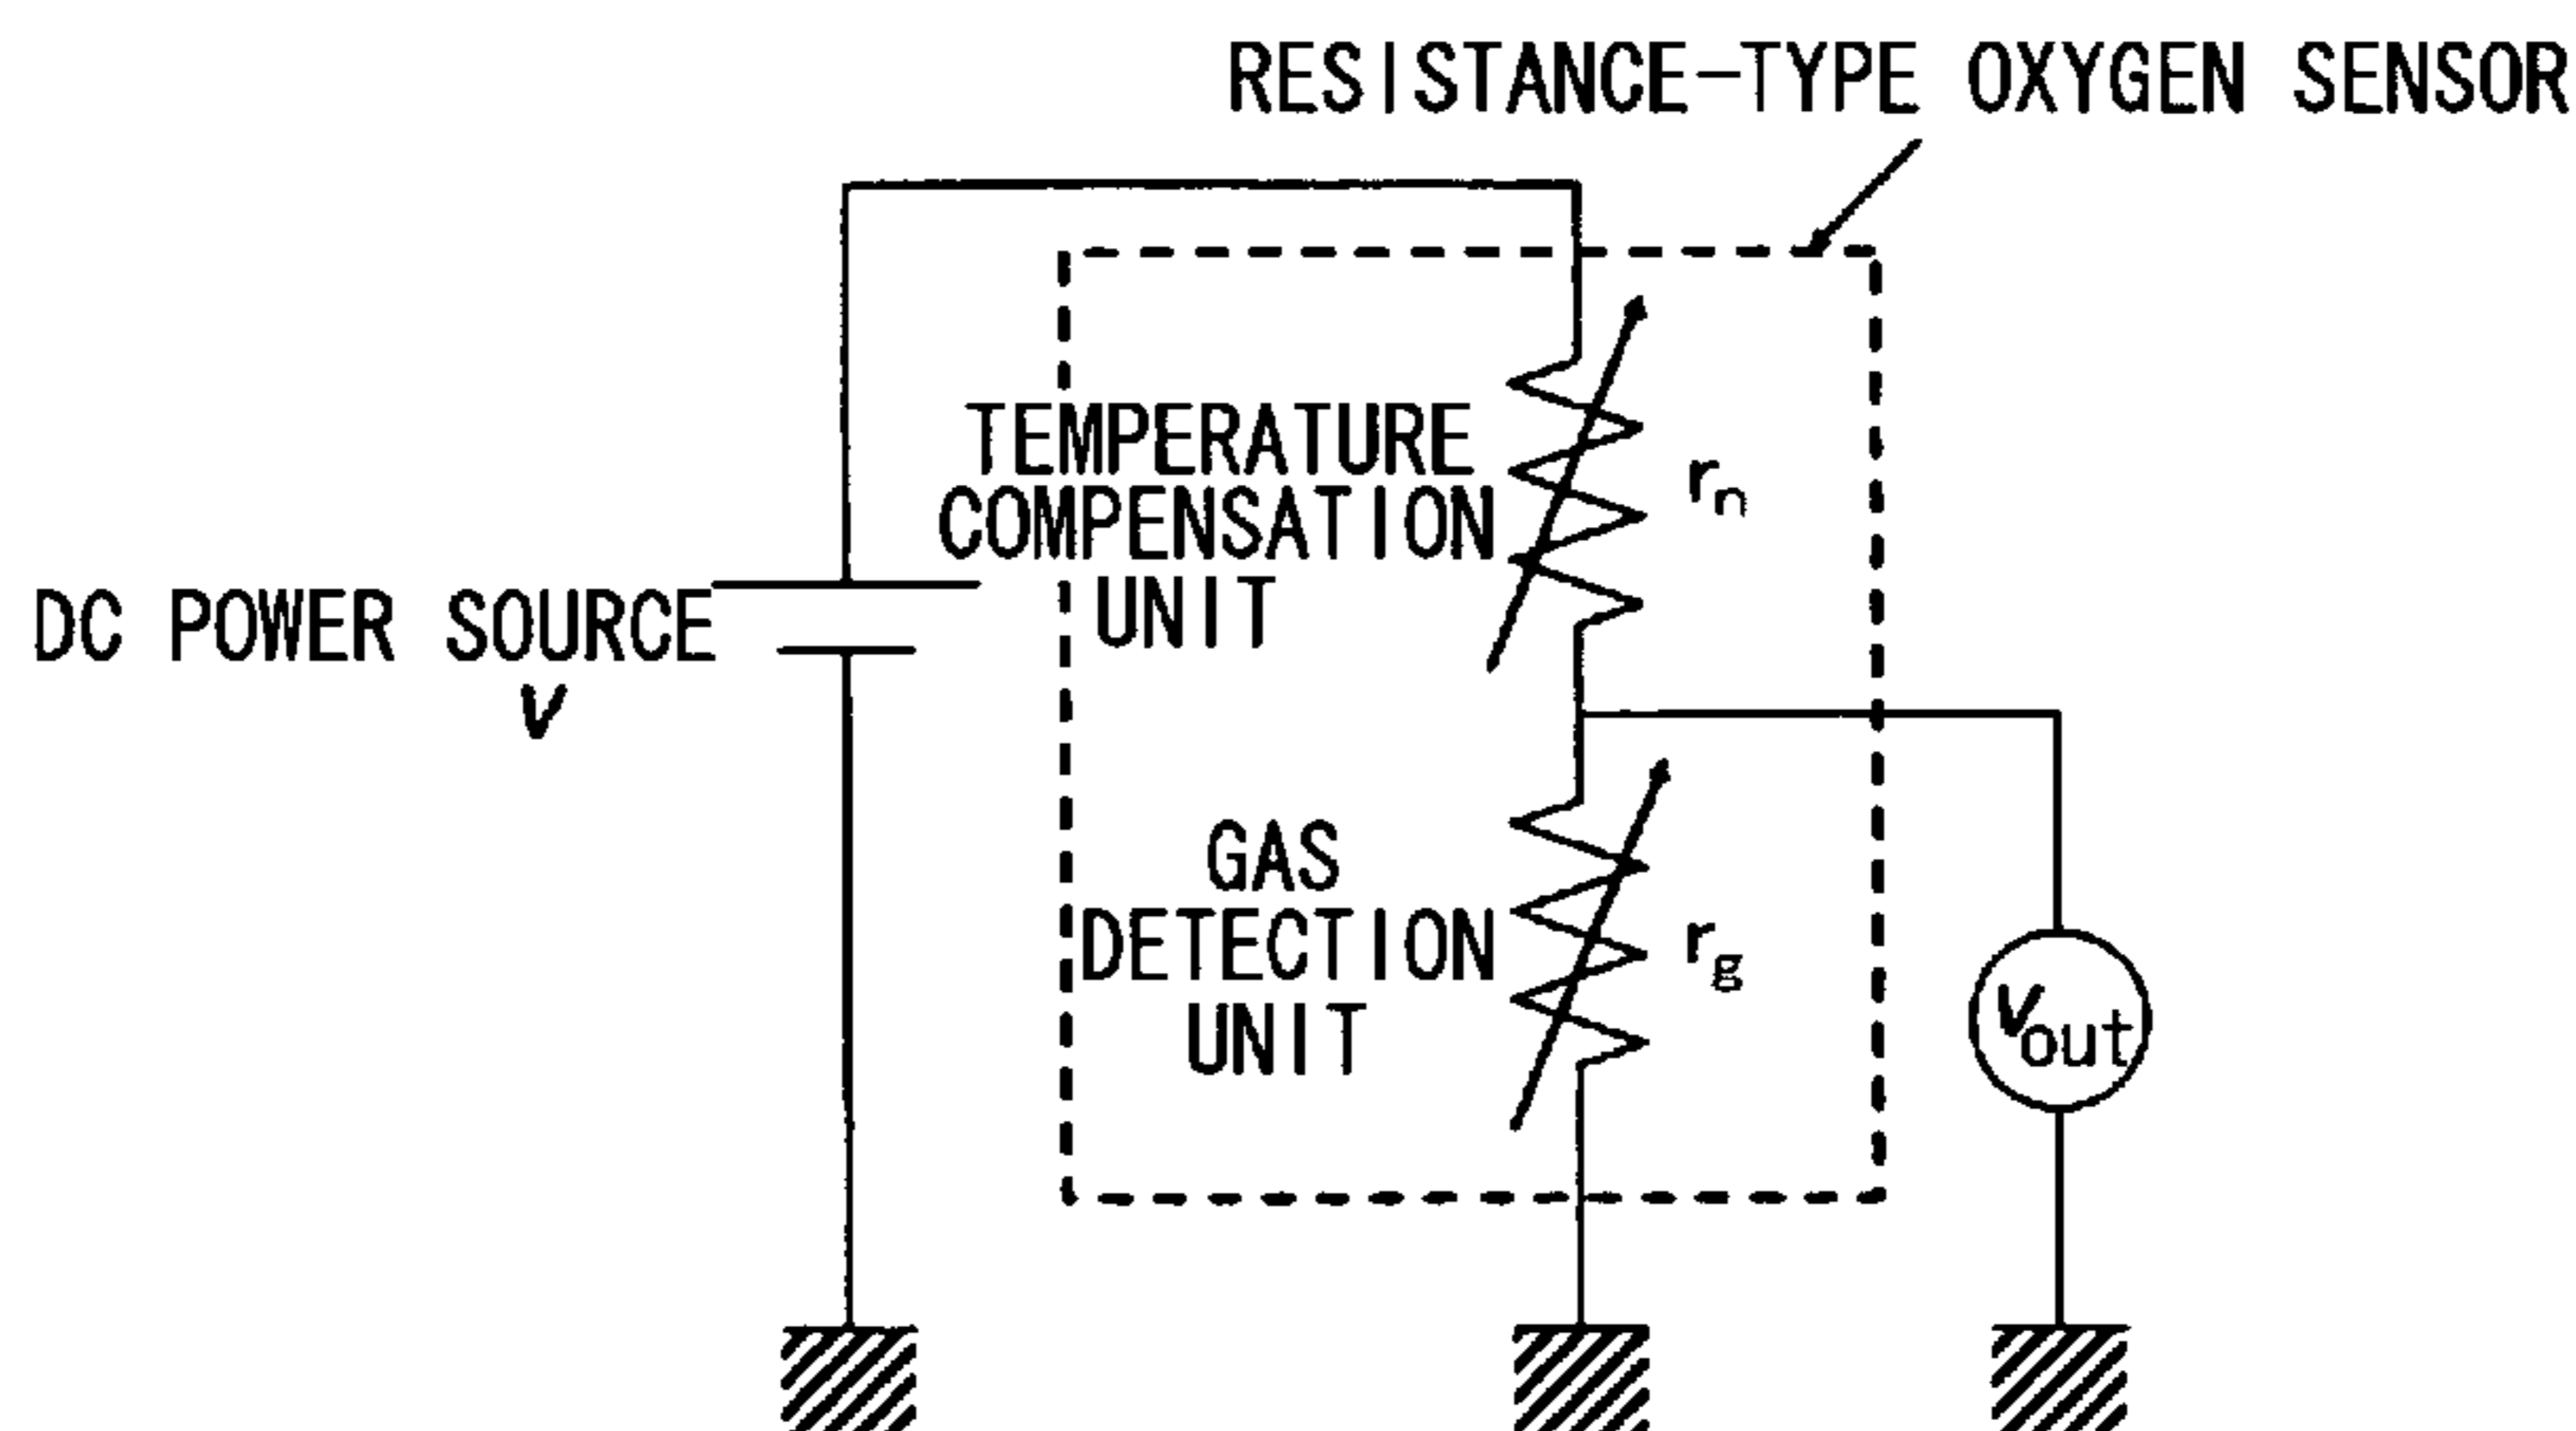 RESISTANCE-TYPE OXYGEN SENSOR
TEMPERATURE
COMPENSATION
UNIT
rn
DC POWER SOURCE
V
GAS
DETECTION
UNIT
rg
Vout